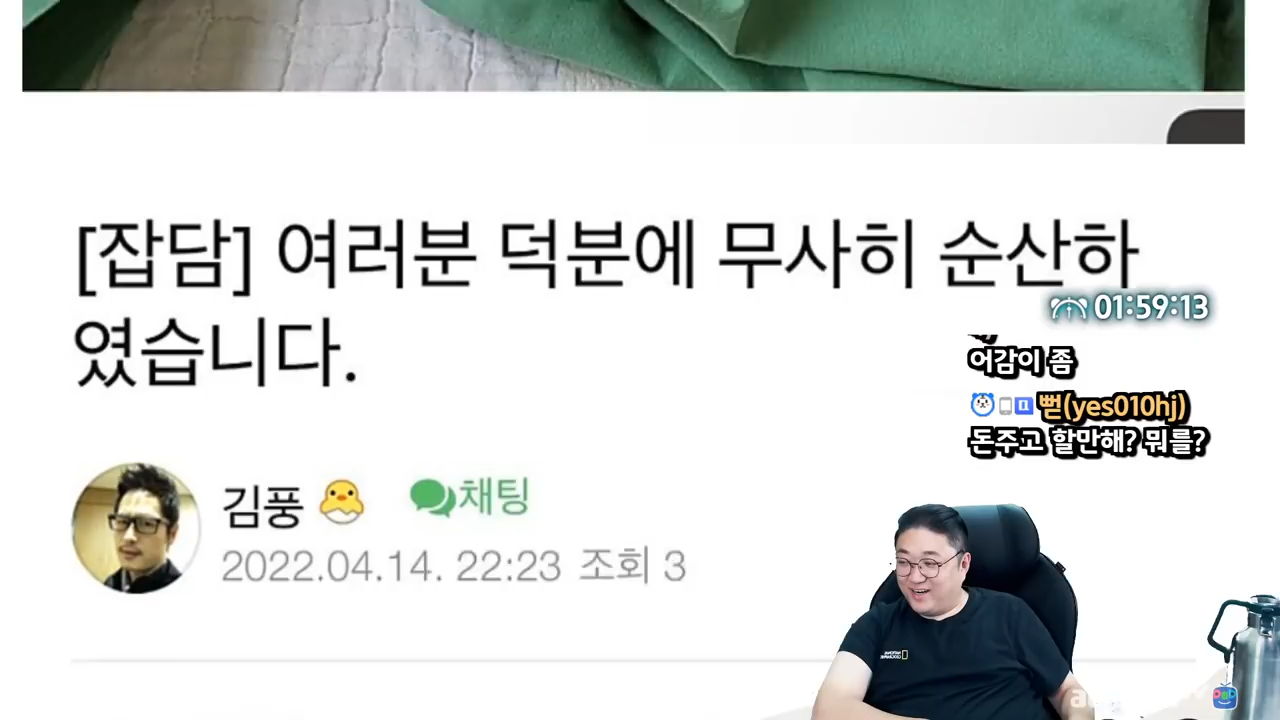 [잡담] 여러분 덕분에 무사히 순산하
였습니다.
01:59:13
어감이 좀
뻗(yes010hj)
돈주고 할만해? 뭐를?
김풍
채팅
2022.04.14. 22:23 조회 3